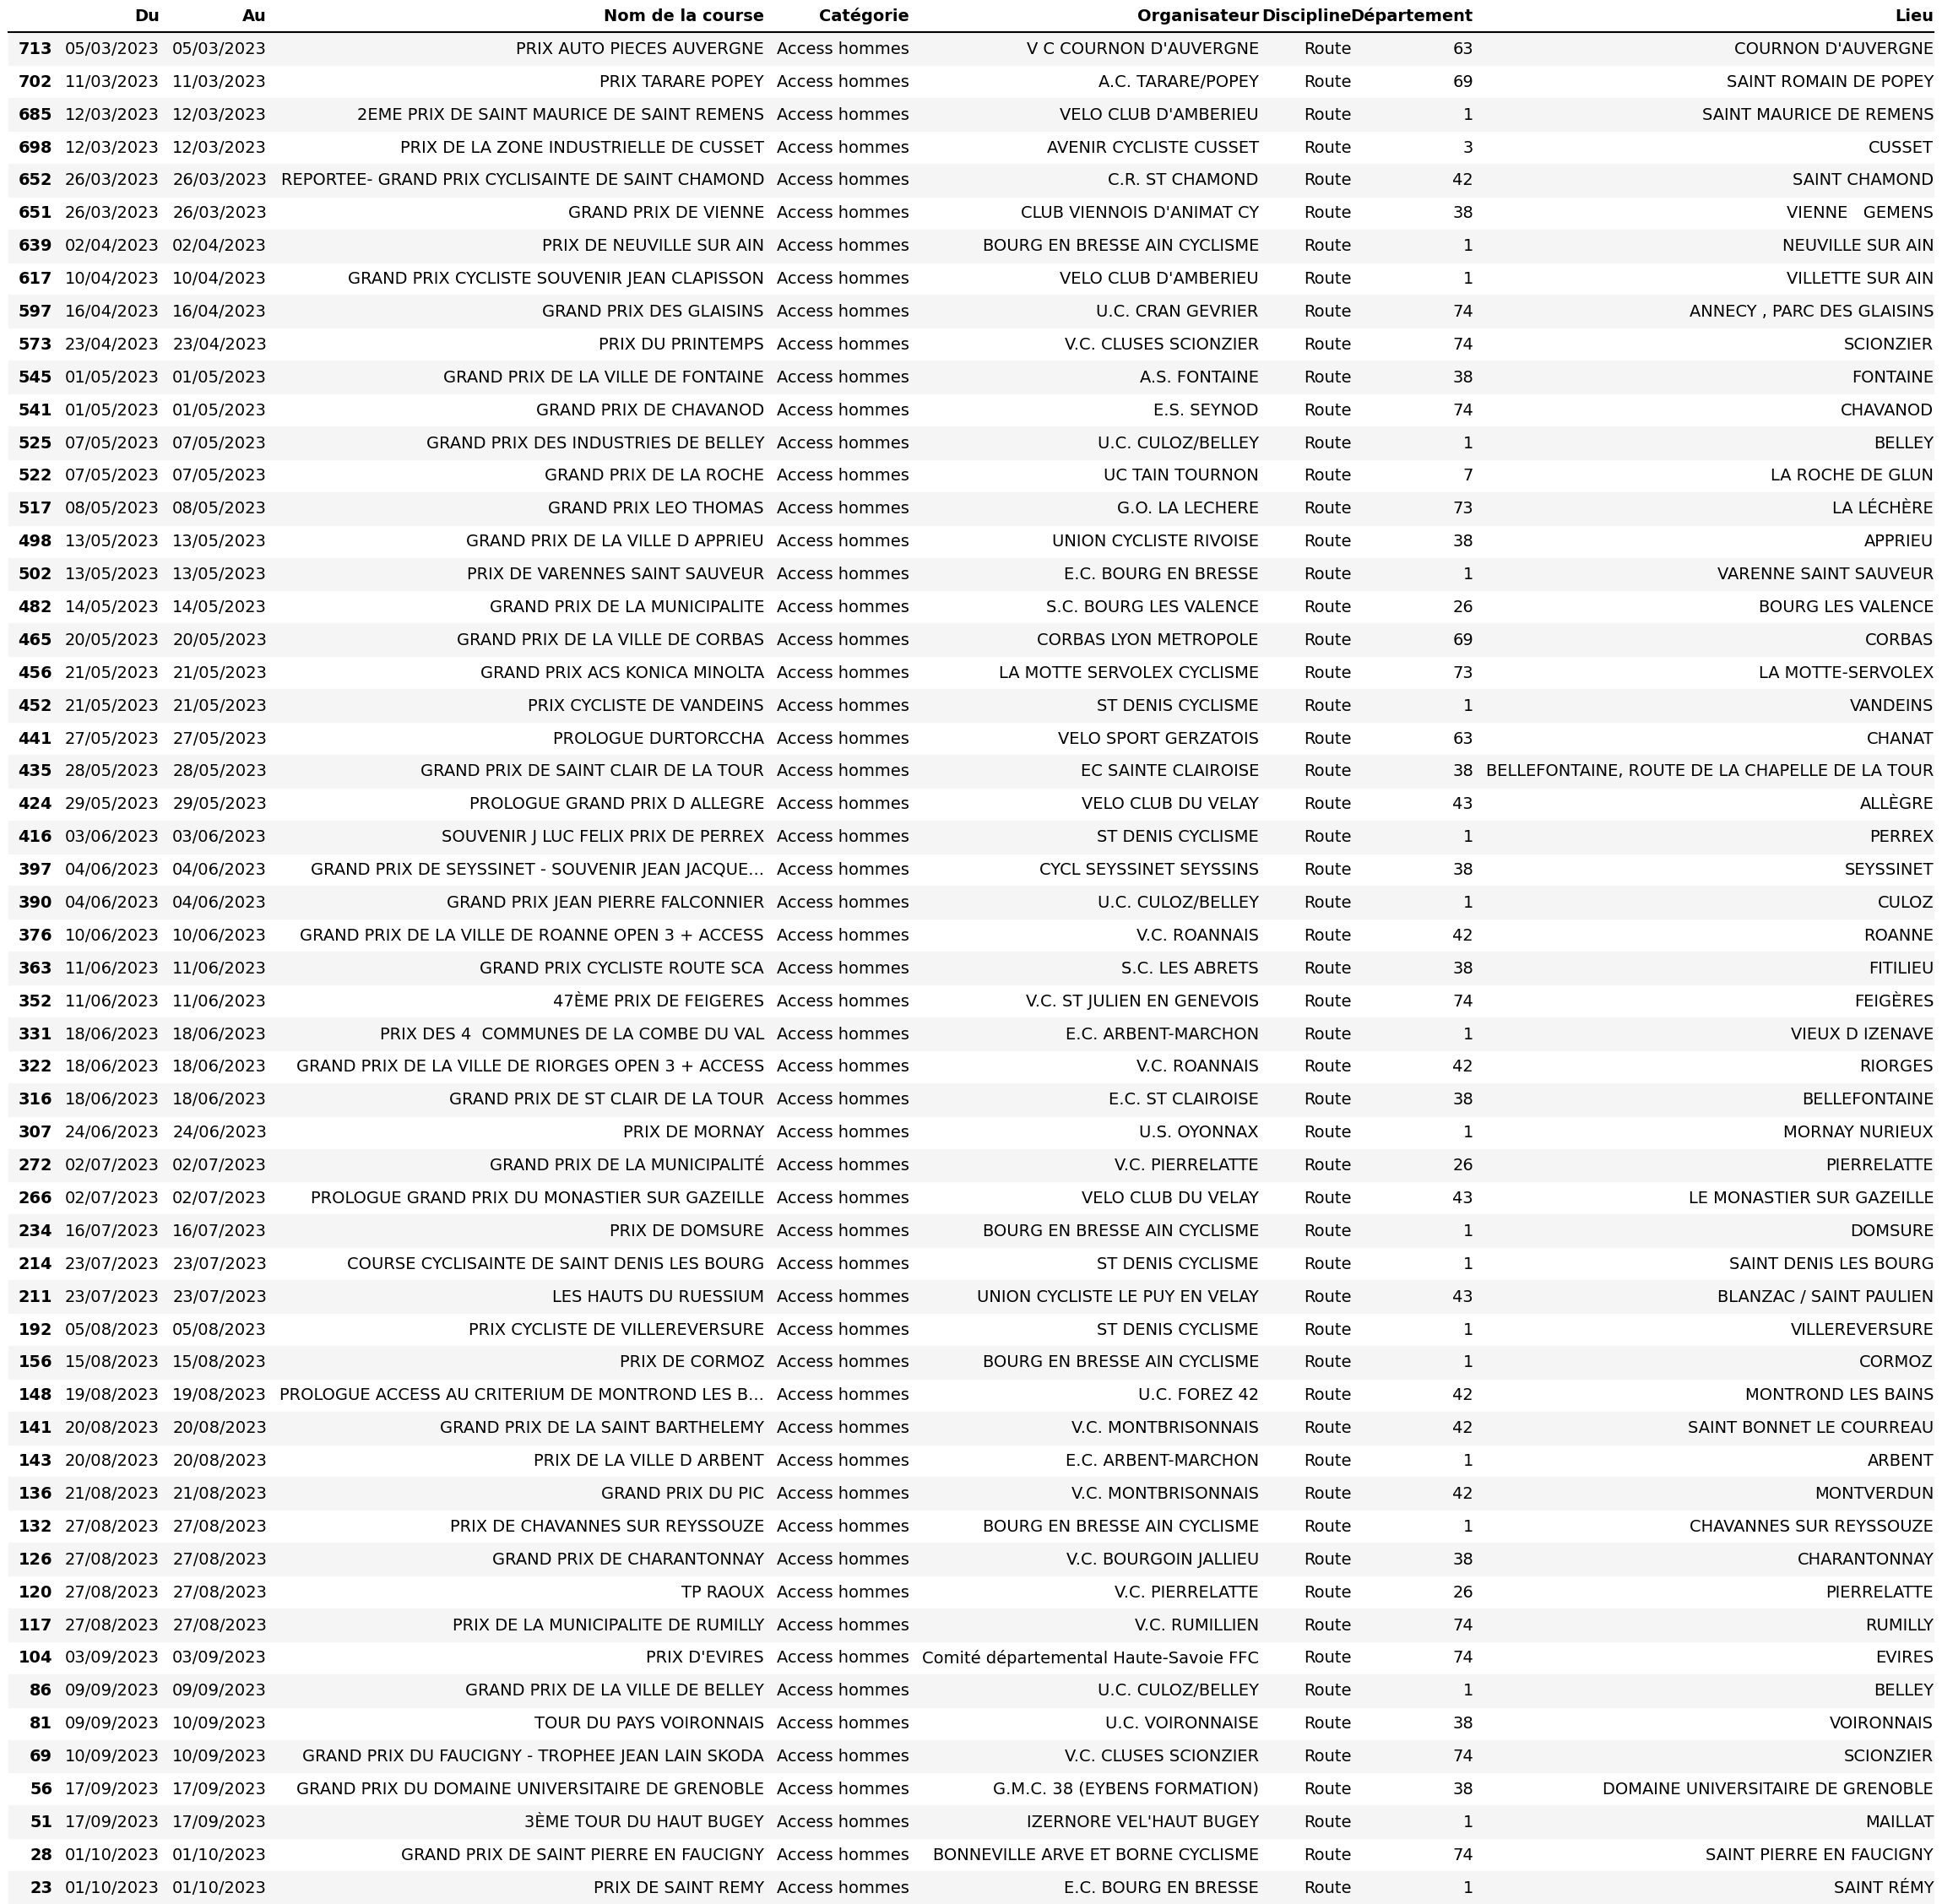 Du Au Nom de la course Catégorie Organisateur Discipline Département Lieu
713 05/03/2023 05/03/2023 PRIX AUTO PIECES AUVERGNE Access hommes V C COURNON D'AUVERGNE Route 63 COURNON D'AUVERGNE
702 11/03/2023 11/03/2023 PRIX TARARE POPEY Access hommes A.C. TARARE/POPEY Route 69 SAINT ROMAIN DE POPEY
685 12/03/2023 12/03/2023 2EME PRIX DE SAINT MAURICE DE SAINT REMENS Access hommes VELO CLUB D'AMBERIEU Route 1 SAINT MAURICE DE REMENS
698 12/03/2023 12/03/2023 PRIX DE LA ZONE INDUSTRIELLE DE CUSSET Access hommes AVENIR CYCLISTE CUSSET Route 3 CUSSET
652 26/03/2023 26/03/2023 REPORTEE- GRAND PRIX CYCLISAINTE DE SAINT CHAMOND Access hommes C.R. ST CHAMOND Route 42 SAINT CHAMOND
651 26/03/2023 26/03/2023 GRAND PRIX DE VIENNE Access hommes CLUB VIENNOIS D'ANIMAT CY Route 38 VIENNE GEMENS
639 02/04/2023 02/04/2023 PRIX DE NEUVILLE SUR AIN Access hommes BOURG EN BRESSE AIN CYCLISME Route 1 NEUVILLE SUR AIN
617 10/04/2023 10/04/2023 GRAND PRIX CYCLISTE SOUVENIR JEAN CLAPISSON Access hommes VELO CLUB D'AMBERIEU Route 1 VILLETTE SUR AIN
597 16/04/2023 16/04/2023 GRAND PRIX DES GLAISINS Access hommes U.C. CRAN GEVRIER Route 74 ANNECY , PARC DES GLAISINS
573 23/04/2023 23/04/2023 PRIX DU PRINTEMPS Access hommes V.C. CLUSES SCIONZIER Route 74 SCIONZIER
545 01/05/2023 01/05/2023 GRAND PRIX DE LA VILLE DE FONTAINE Access hommes A.S. FONTAINE Route 38 FONTAINE
541 01/05/2023 01/05/2023 GRAND PRIX DE CHAVANOD Access hommes E.S. SEYNOD Route 74 CHAVANOD
525 07/05/2023 07/05/2023 GRAND PRIX DES INDUSTRIES DE BELLEY Access hommes U.C. CULOZ/BELLEY Route 1 BELLEY
522 07/05/2023 07/05/2023 GRAND PRIX DE LA ROCHE Access hommes UC TAIN TOURNON Route 7 LA ROCHE DE GLUN
517 08/05/2023 08/05/2023 GRAND PRIX LEO THOMAS Access hommes G.O. LA LECHERE Route 73 LA LÉCHÈRE
498 13/05/2023 13/05/2023 GRAND PRIX DE LA VILLE D APPRIEU Access hommes UNION CYCLISTE RIVOISE Route 38 APPRIEU
502 13/05/2023 13/05/2023 PRIX DE VARENNES SAINT SAUVEUR Access hommes E.C. BOURG EN BRESSE Route 1 VARENNE SAINT SAUVEUR
482 14/05/2023 14/05/2023 GRAND PRIX DE LA MUNICIPALITE Access hommes S.C. BOURG LES VALENCE Route 26 BOURG LES VALENCE
465 20/05/2023 20/05/2023 GRAND PRIX DE LA VILLE DE CORBAS Access hommes CORBAS LYON METROPOLE Route 69 CORBAS
456 21/05/2023 21/05/2023 GRAND PRIX ACS KONICA MINOLTA Access hommes LA MOTTE SERVOLEX CYCLISME Route 73 LA MOTTE-SERVOLEX
452 21/05/2023 21/05/2023 PRIX CYCLISTE DE VANDEINS Access hommes ST DENIS CYCLISME Route 1 VANDEINS
441 27/05/2023 27/05/2023 PROLOGUE DURTORCCHA Access hommes VELO SPORT GERZATOIS Route 63 CHANAT
435 28/05/2023 28/05/2023 GRAND PRIX DE SAINT CLAIR DE LA TOUR Access hommes EC SAINTE CLAIROISE Route 38 BELLEFONTAINE, ROUTE DE LA CHAPELLE DE LA TOUR
424 29/05/2023 29/05/2023 PROLOGUE GRAND PRIX D ALLEGRE Access hommes VELO CLUB DU VELAY Route 43 ALLÈGRE
416 03/06/2023 03/06/2023 SOUVENIR J LUC FELIX PRIX DE PERREX Access hommes ST DENIS CYCLISME Route 1 PERREX
397 04/06/2023 04/06/2023 GRAND PRIX DE SEYSSINET - SOUVENIR JEAN JACQUE... Access hommes CYCL SEYSSINET SEYSSINS Route 38 SEYSSINET
390 04/06/2023 04/06/2023 GRAND PRIX JEAN PIERRE FALCONNIER Access hommes U.C. CULOZ/BELLEY Route 1 CULOZ
376 10/06/2023 10/06/2023 GRAND PRIX DE LA VILLE DE ROANNE OPEN 3 + ACCESS Access hommes V.C. ROANNAIS Route 42 ROANNE
363 11/06/2023 11/06/2023 GRAND PRIX CYCLISTE ROUTE SCA Access hommes S.C. LES ABRETS Route 38 FITILIEU
352 11/06/2023 11/06/2023 47ÈME PRIX DE FEIGERES Access hommes V.C. ST JULIEN EN GENEVOIS Route 74 FEIGÈRES
331 18/06/2023 18/06/2023 PRIX DES 4 COMMUNES DE LA COMBE DU VAL Access hommes E.C. ARBENT-MARCHON Route 1 VIEUX D IZENAVE
322 18/06/2023 18/06/2023 GRAND PRIX DE LA VILLE DE RIORGES OPEN 3 + ACCESS Access hommes V.C. ROANNAIS Route 42 RIORGES
316 18/06/2023 18/06/2023 GRAND PRIX DE ST CLAIR DE LA TOUR Access hommes E.C. ST CLAIROISE Route 38 BELLEFONTAINE
307 24/06/2023 24/06/2023 PRIX DE MORNAY Access hommes U.S. OYONNAX Route 1 MORNAY NURIEUX
272 02/07/2023 02/07/2023 GRAND PRIX DE LA MUNICIPALITÉ Access hommes V.C. PIERRELATTE Route 26 PIERRELATTE
266 02/07/2023 02/07/2023 PROLOGUE GRAND PRIX DU MONASTIER SUR GAZEILLE Access hommes VELO CLUB DU VELAY Route 43 LE MONASTIER SUR GAZEILLE
234 16/07/2023 16/07/2023 PRIX DE DOMSURE Access hommes BOURG EN BRESSE AIN CYCLISME Route 1 DOMSURE
214 23/07/2023 23/07/2023 COURSE CYCLISAINTE DE SAINT DENIS LES BOURG Access hommes ST DENIS CYCLISME Route 1 SAINT DENIS LES BOURG
211 23/07/2023 23/07/2023 LES HAUTS DU RUESSIUM Access hommes UNION CYCLISTE LE PUY EN VELAY Route 43 BLANZAC / SAINT PAULIEN
192 05/08/2023 05/08/2023 PRIX CYCLISTE DE VILLEREVERSURE Access hommes ST DENIS CYCLISME Route 1 VILLEREVERSURE
156 15/08/2023 15/08/2023 PRIX DE CORMOZ Access hommes BOURG EN BRESSE AIN CYCLISME Route 1 CORMOZ
148 19/08/2023 19/08/2023 PROLOGUE ACCESS AU CRITERIUM DE MONTROND LES B... Access hommes U.C. FOREZ 42 Route 42 MONTROND LES BAINS
141 20/08/2023 20/08/2023 GRAND PRIX DE LA SAINT BARTHELEMY Access hommes V.C. MONTBRISONNAIS Route 42 SAINT BONNET LE COURREAU
143 20/08/2023 20/08/2023 PRIX DE LA VILLE D ARBENT Access hommes E.C. ARBENT-MARCHON Route 1 ARBENT
136 21/08/2023 21/08/2023 GRAND PRIX DU PIC Access hommes V.C. MONTBRISONNAIS Route 42 MONTVERDUN
132 27/08/2023 27/08/2023 PRIX DE CHAVANNES SUR REYSSOUZE Access hommes BOURG EN BRESSE AIN CYCLISME Route 1 CHAVANNES SUR REYSSOUZE
126 27/08/2023 27/08/2023 GRAND PRIX DE CHARANTONNAY Access hommes V.C. BOURGOIN JALLIEU Route 38 CHARANTONNAY
120 27/08/2023 27/08/2023 TP RAOUX Access hommes V.C. PIERRELATTE Route 26 PIERRELATTE
117 27/08/2023 27/08/2023 PRIX DE LA MUNICIPALITE DE RUMILLY Access hommes V.C. RUMILLIEN Route 74 RUMILLY
104 03/09/2023 03/09/2023 PRIX D'EVIRES Access hommes Comité départemental Haute-Savoie FFC Route 74 EVIRES
86 09/09/2023 09/09/2023 GRAND PRIX DE LA VILLE DE BELLEY Access hommes U.C. CULOZ/BELLEY Route 1 BELLEY
81 09/09/2023 10/09/2023 TOUR DU PAYS VOIRONNAIS Access hommes U.C. VOIRONNAISE Route 38 VOIRONNAIS
69 10/09/2023 10/09/2023 GRAND PRIX DU FAUCIGNY - TROPHEE JEAN LAIN SKODA Access hommes V.C. CLUSES SCIONZIER Route 74 SCIONZIER
56 17/09/2023 17/09/2023 GRAND PRIX DU DOMAINE UNIVERSITAIRE DE GRENOBLE Access hommes G.M.C. 38 (EYBENS FORMATION) Route 38 DOMAINE UNIVERSITAIRE DE GRENOBLE
51 17/09/2023 17/09/2023 3ÈME TOUR DU HAUT BUGEY Access hommes IZERNORE VEL'HAUT BUGEY Route 1 MAILLAT
28 01/10/2023 01/10/2023 GRAND PRIX DE SAINT PIERRE EN FAUCIGNY Access hommes BONNEVILLE ARVE ET BORNE CYCLISME Route 74 SAINT PIERRE EN FAUCIGNY
23 01/10/2023 01/10/2023 PRIX DE SAINT REMY Access hommes E.C. BOURG EN BRESSE Route 1 SAINT RÉMY